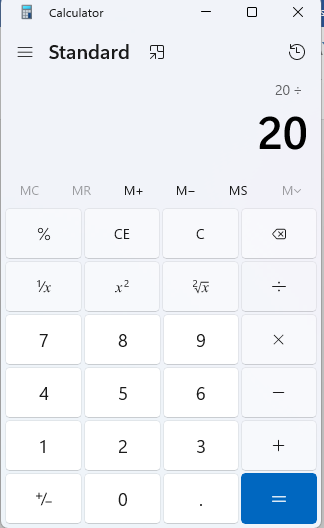 Calculator
Standard
20 ÷
20
MC MR M+ M− MS M
% CE C
¹/x x² ²√x ÷
7 8 9 ×
4 5 6 −
1 2 3 +
+/− 0 . =